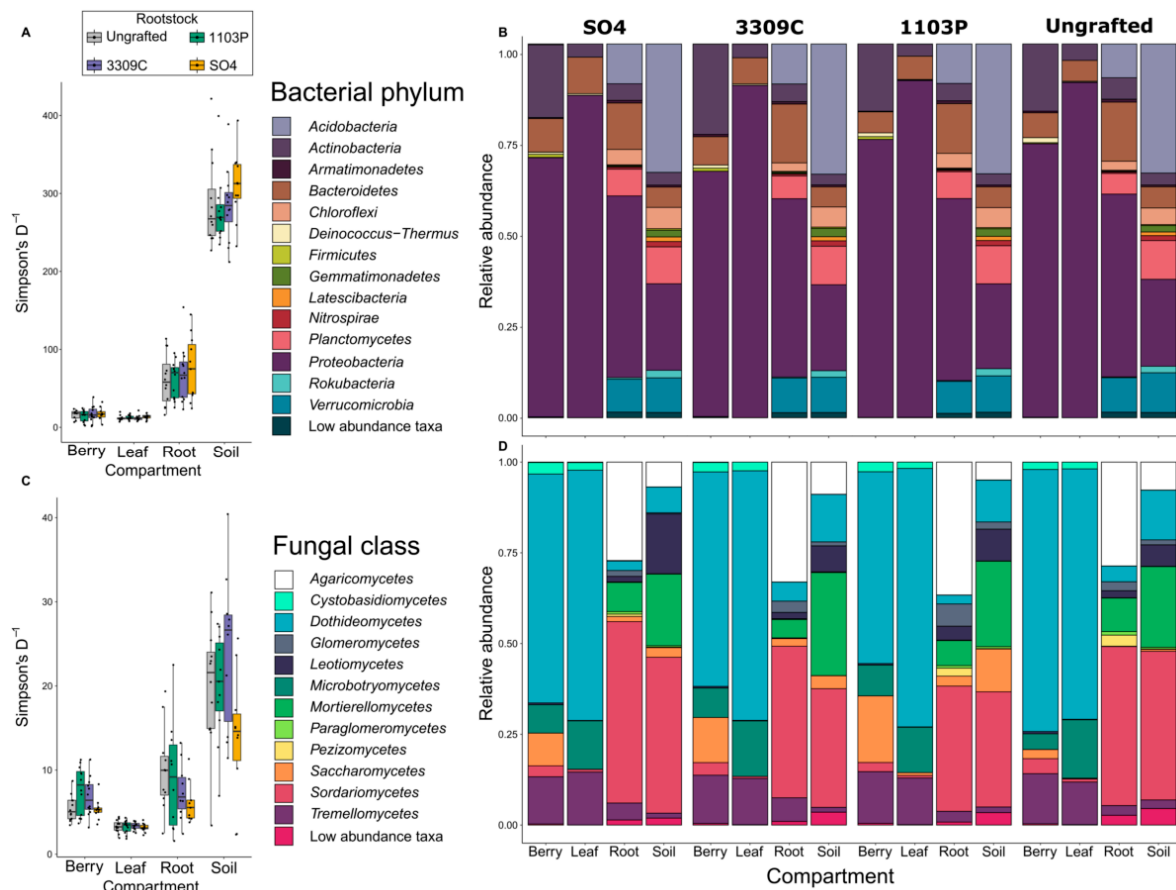 A
Rootstock
Ungrafted 1103P
3309C SO4
400
300
200
100
0
Simpson's D⁻¹
Berry Leaf Root Soil
Compartment
Bacterial phylum
Acidobacteria
Actinobacteria
Armatimonadetes
Bacteroidetes
Chloroflexi
Deinococcus−Thermus
Firmicutes
Gemmatimonadetes
Latescibacteria
Nitrospirae
Planctomycetes
Proteobacteria
Rokubacteria
Verrucomicrobia
Low abundance taxa
B
SO4 3309C 1103P Ungrafted
1.00
0.75
0.50
0.25
0.00
Relative abundance
C
40
30
20
10
0
Simpson's D⁻¹
Berry Leaf Root Soil
Compartment
Fungal class
Agaricomycetes
Cystobasidiomycetes
Dothideomycetes
Glomeromycetes
Leotiomycetes
Microbotryomycetes
Mortierellomycetes
Paraglomeromycetes
Pezizomycetes
Saccharomycetes
Sordariomycetes
Tremellomycetes
Low abundance taxa
D
1.00
0.75
0.50
0.25
0.00
Relative abundance
Berry Leaf Root Soil Berry Leaf Root Soil Berry Leaf Root Soil Berry Leaf Root Soil
Compartment